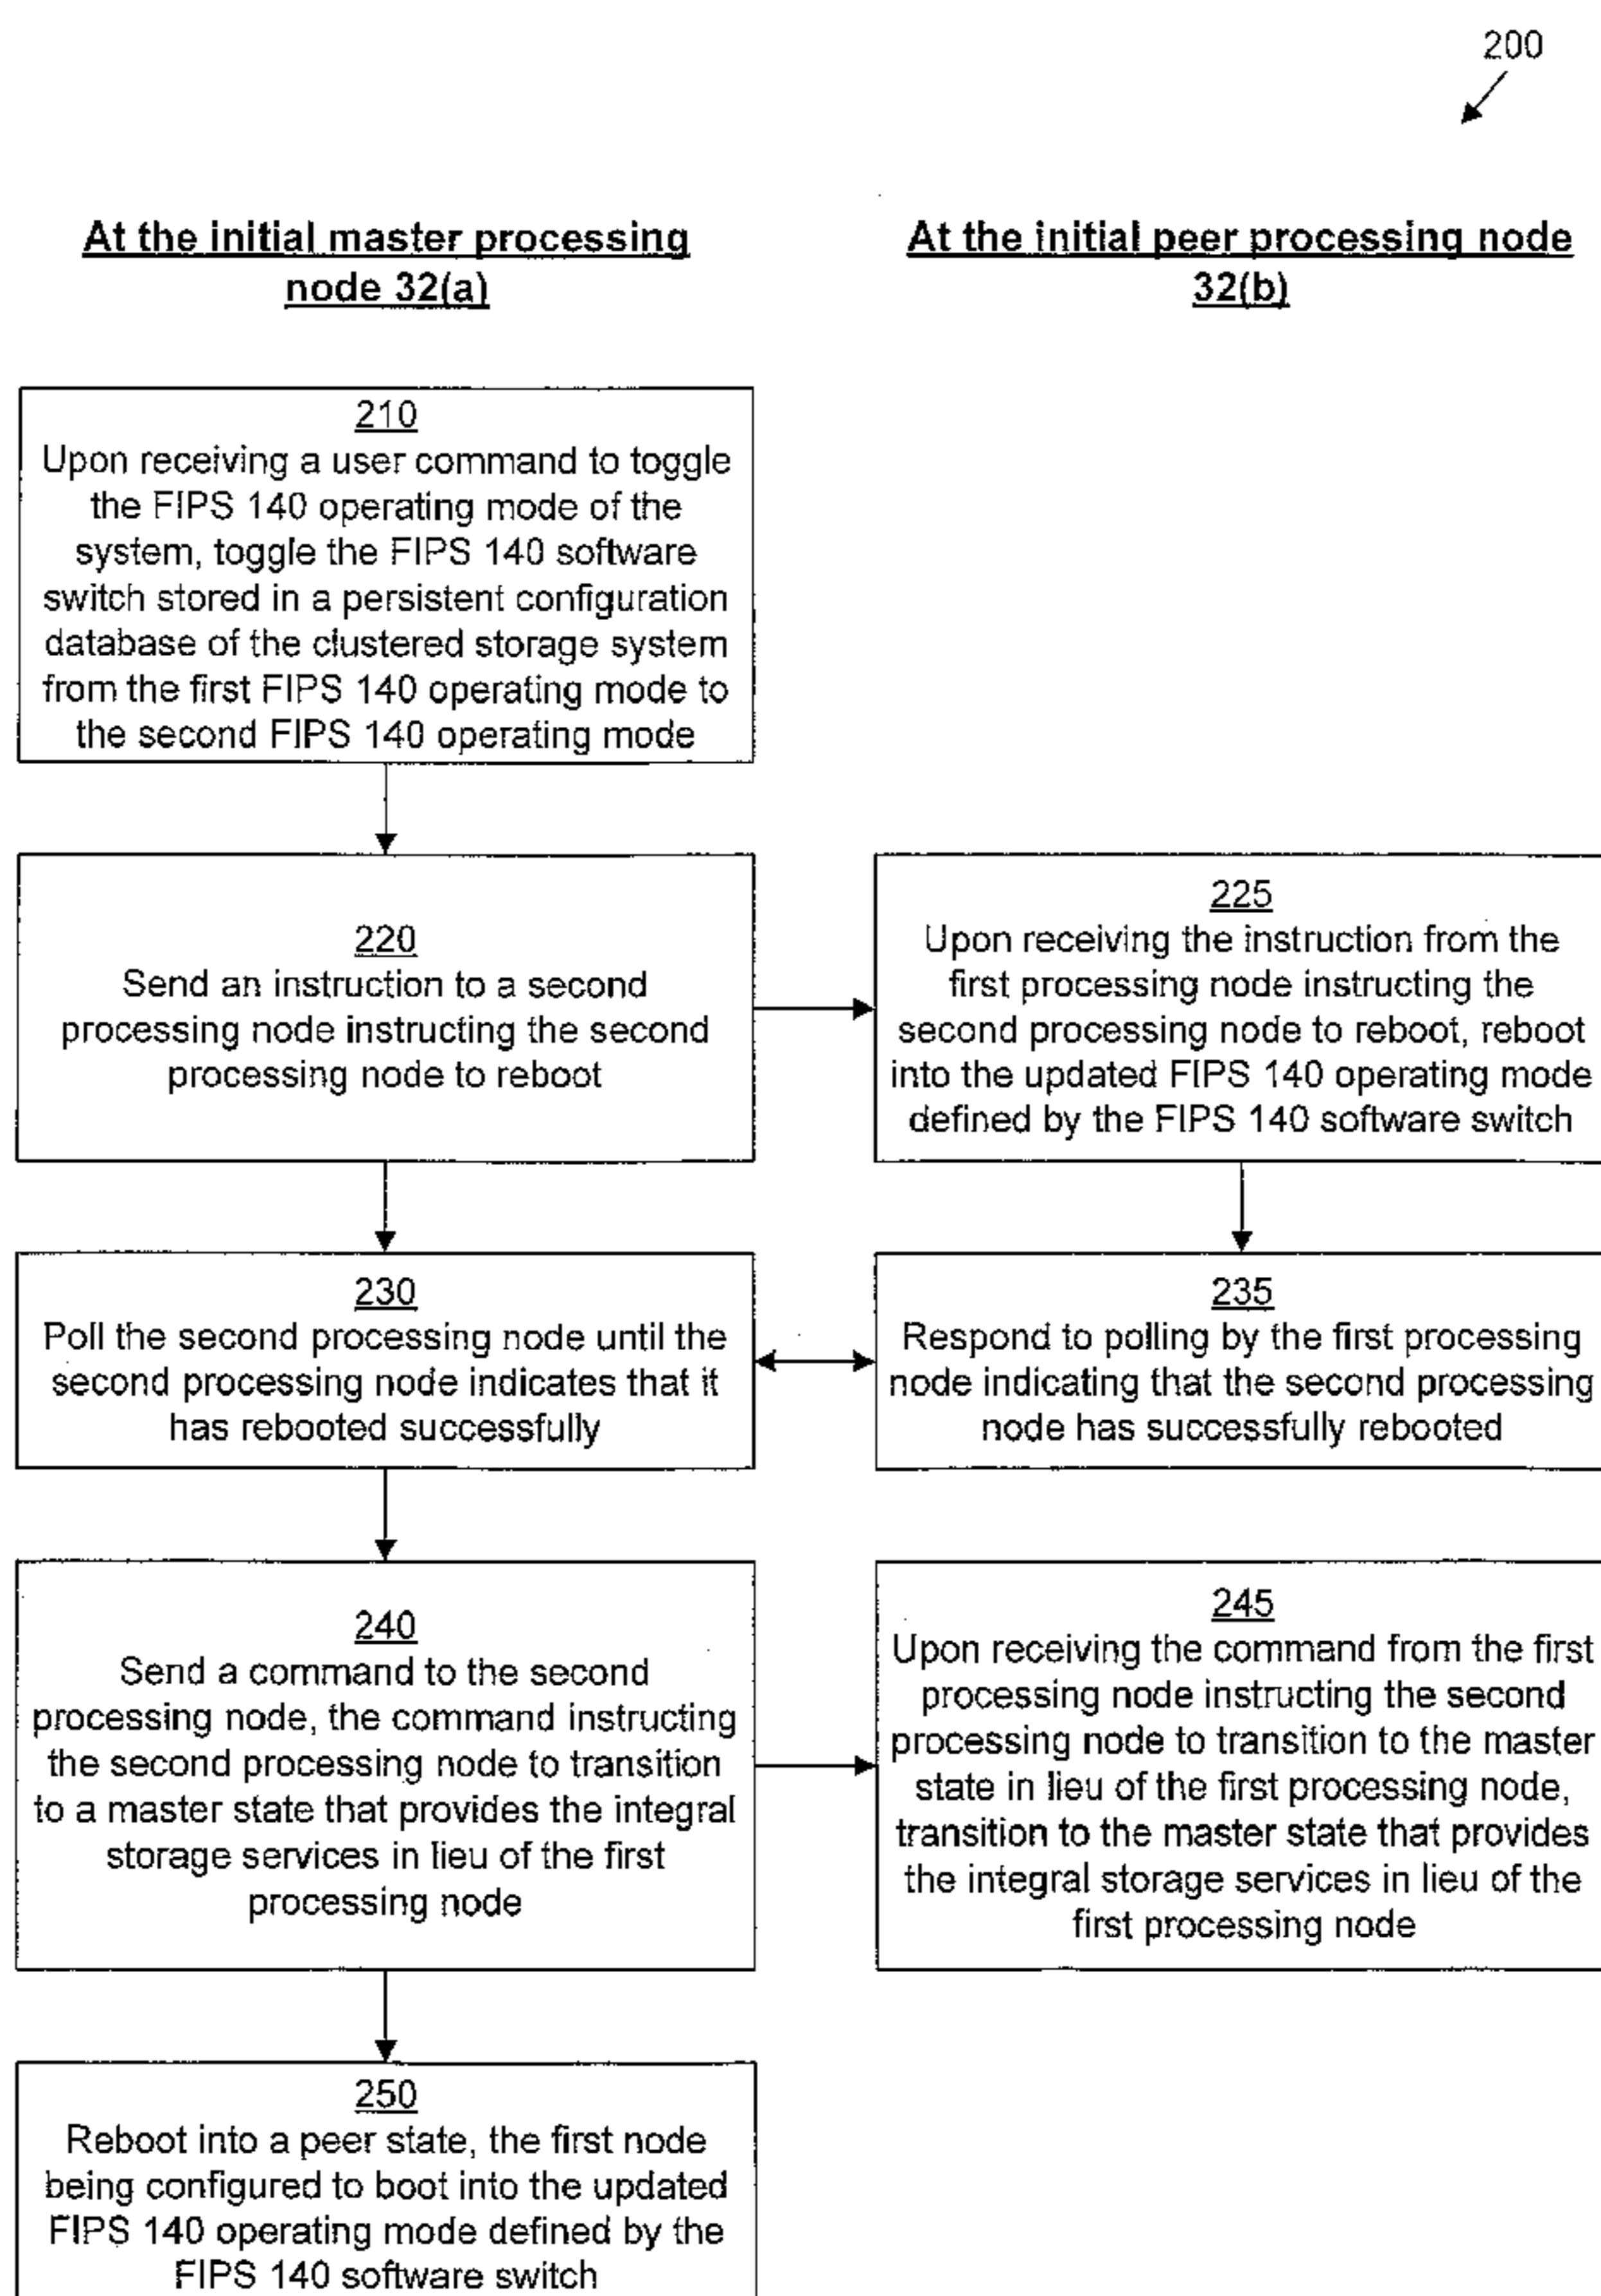 200
At the initial master processing
node 32(a)
At the initial peer processing node
32(b)
210
Upon receiving a user command to toggle
the FIPS 140 operating mode of the
system, toggle the FIPS 140 software
switch stored in a persistent configuration
database of the clustered storage system
from the first FIPS 140 operating mode to
the second FIPS 140 operating mode
220
Send an instruction to a second
processing node instructing the second
processing node to reboot
225
Upon receiving the instruction from the
first processing node instructing the
second processing node to reboot, reboot
into the updated FIPS 140 operating mode
defined by the FIPS 140 software switch
230
Poll the second processing node until the
second processing node indicates that it
has rebooted successfully
235
Respond to polling by the first processing
node indicating that the second processing
node has successfully rebooted
240
Send a command to the second
processing node, the command instructing
the second processing node to transition
to a master state that provides the integral
storage services in lieu of the first
processing node
245
Upon receiving the command from the first
processing node instructing the second
processing node to transition to the master
state in lieu of the first processing node,
transition to the master state that provides
the integral storage services in lieu of the
first processing node
250
Reboot into a peer state, the first node
being configured to boot into the updated
FIPS 140 operating mode defined by the
FIPS 140 software switch